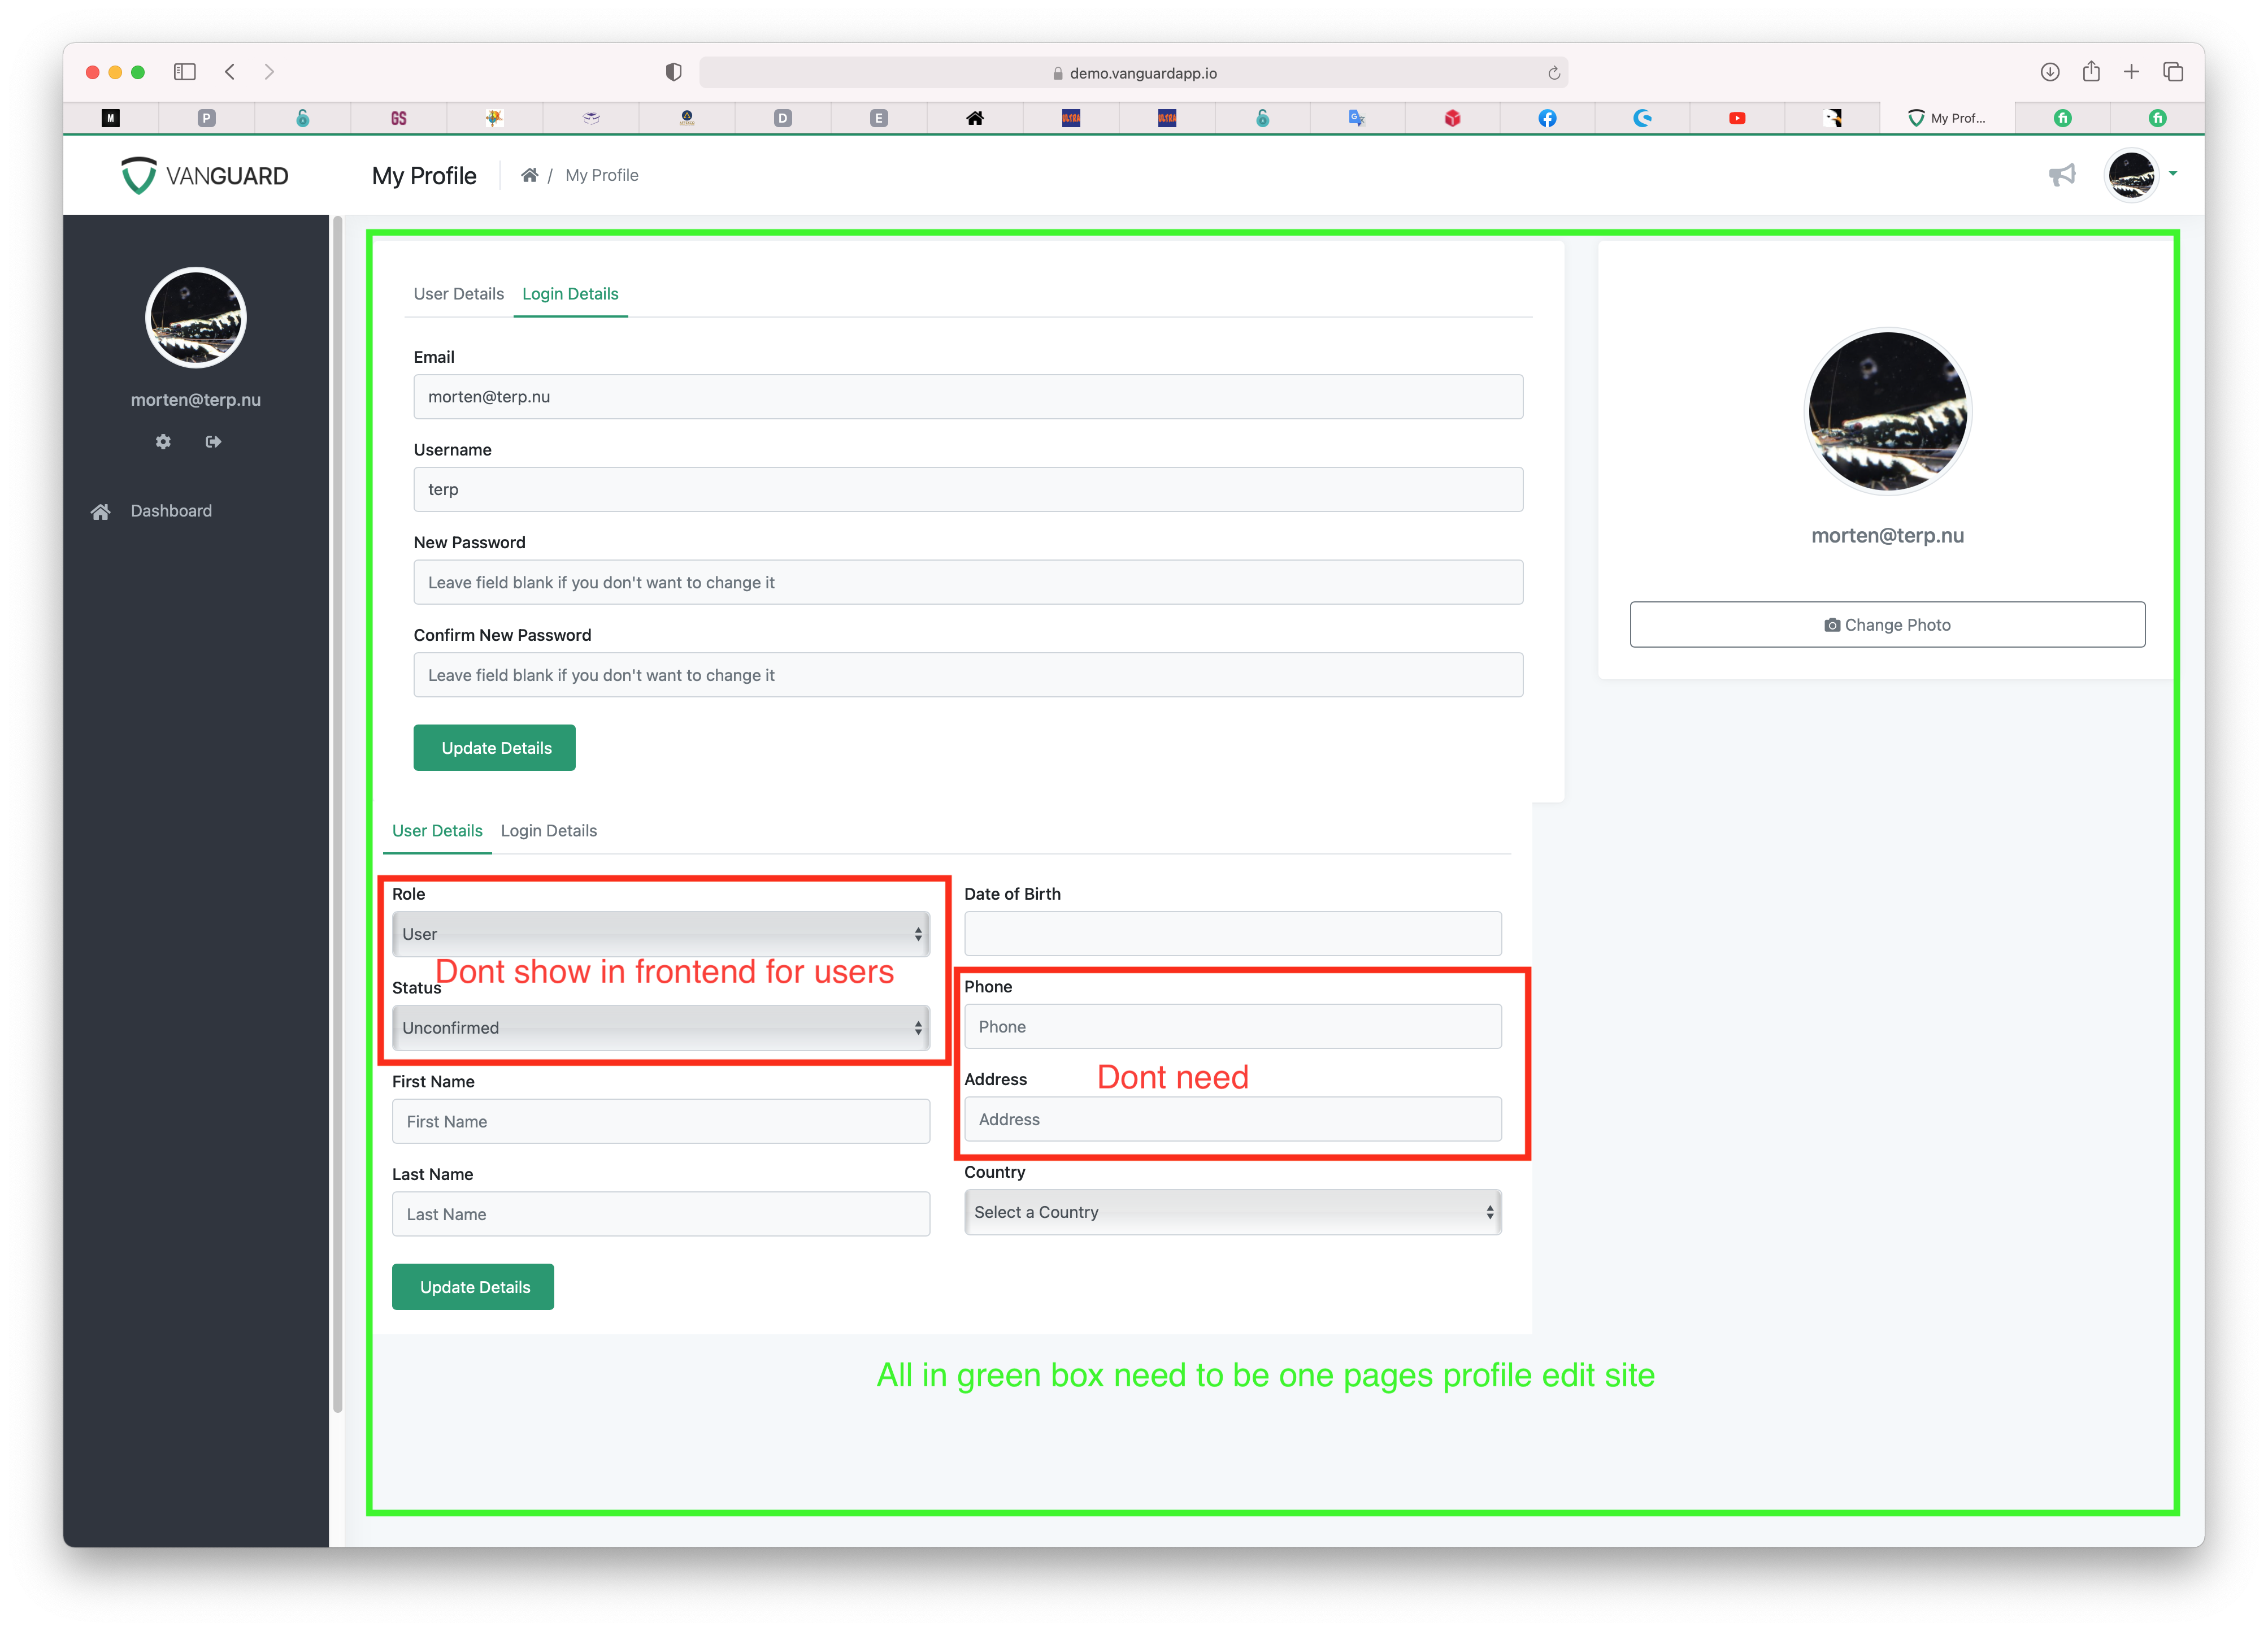 demo.vanguardapp.io
M
P
GS
D
E
ULTRA
ULTRA
My Prof...
VANGUARD
My Profile
/ My Profile
morten@terp.nu
Dashboard
User Details Login Details
Email
morten@terp.nu
Username
terp
New Password
Leave field blank if you don't want to change it
Confirm New Password
Leave field blank if you don't want to change it
Update Details
morten@terp.nu
Change Photo
User Details Login Details
Role
User
Dont show in frontend for users
Status
Unconfirmed
First Name
First Name
Last Name
Last Name
Update Details
Date of Birth
Phone
Phone
Address
Dont need
Address
Country
Select a Country
All in green box need to be one pages profile edit site